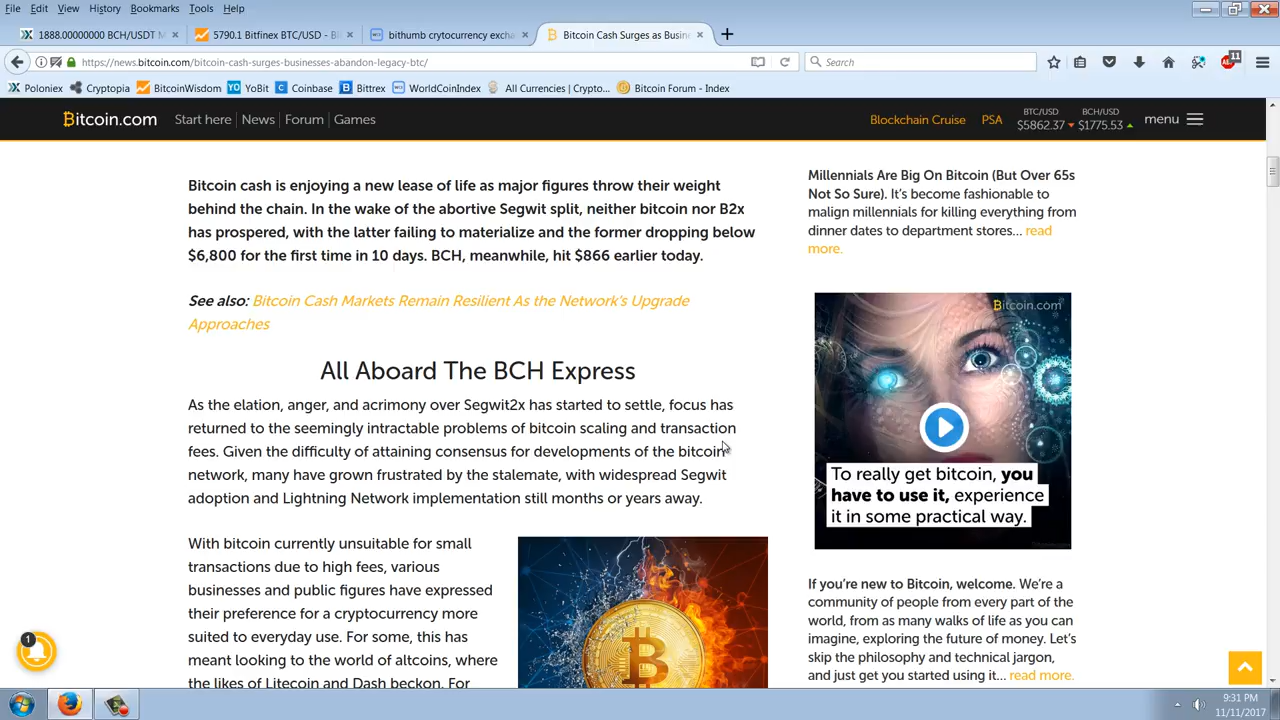 File Edit View History Bookmarks Tools Help
1888.00000000 BCH/USDT M
5790.1 Bitfinex BTC/USD - Bi
bithumb crytocurrency excha
Bitcoin Cash Surges as Busin
https://news.bitcoin.com/bitcoin-cash-surges-businesses-abandon-legacy-btc/
Search
11
Poloniex Cryptopia BitcoinWisdom YoBit Coinbase Bittrex WorldCoinIndex All Currencies | Crypto... Bitcoin Forum - Index
Bitcoin.com Start here News Forum Games Blockchain Cruise PSA
BTC/USD BCH/USD
$5862.37 $1775.53
menu
Bitcoin cash is enjoying a new lease of life as major figures throw their weight
behind the chain. In the wake of the abortive Segwit split, neither bitcoin nor B2x
has prospered, with the latter failing to materialize and the former dropping below
$6,800 for the first time in 10 days. BCH, meanwhile, hit $866 earlier today.
See also: Bitcoin Cash Markets Remain Resilient As the Network's Upgrade
Approaches
All Aboard The BCH Express
As the elation, anger, and acrimony over Segwit2x has started to settle, focus has
returned to the seemingly intractable problems of bitcoin scaling and transaction
fees. Given the difficulty of attaining consensus for developments of the bitcoin
network, many have grown frustrated by the stalemate, with widespread Segwit
adoption and Lightning Network implementation still months or years away.
With bitcoin currently unsuitable for small
transactions due to high fees, various
businesses and public figures have expressed
their preference for a cryptocurrency more
suited to everyday use. For some, this has
meant looking to the world of altcoins, where
the likes of Litecoin and Dash beckon. For
Millennials Are Big On Bitcoin (But Over 65s
Not So Sure). It's become fashionable to
malign millennials for killing everything from
dinner dates to department stores... read
more.
Bitcoin.com
To really get bitcoin, you
have to use it, experience
it in some practical way.
If you're new to Bitcoin, welcome. We're a
community of people from every part of the
world, from as many walks of life as you can
imagine, exploring the future of money. Let's
skip the philosophy and technical jargon,
and just get you started using it... read more.
1
9:31 PM
11/11/2017